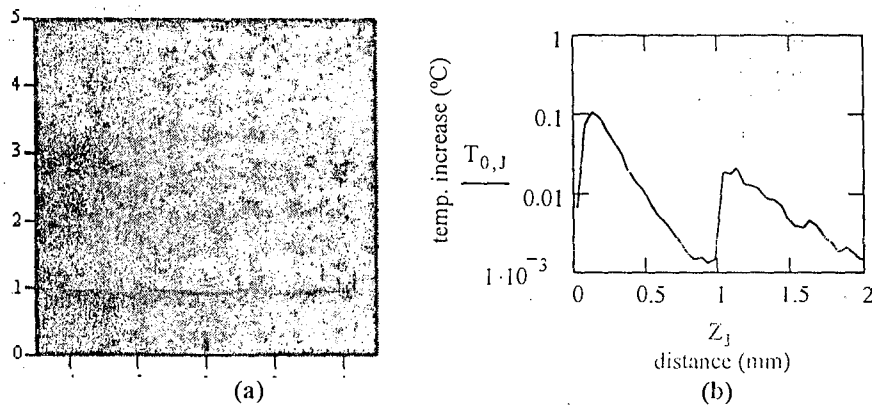 5
4
3
2
1
0
(a)
temp. increase (ºC)
T0,J
1
0.1
0.01
1·10⁻³
0 0.5 1 1.5 2
ZJ
distance (mm)
(b)